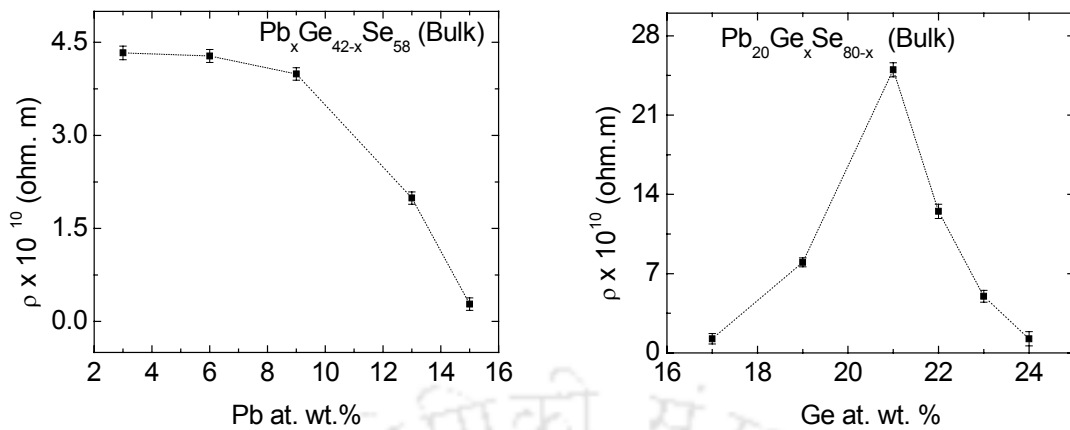 Pb_xGe_42-xSe_58 (Bulk)
4.5
3.0
1.5
0.0
ρ x 10^10 (ohm. m)
2 4 6 8 10 12 14 16
Pb at. wt.%
Pb_20Ge_xSe_80-x (Bulk)
28
21
14
7
0
ρ x 10^10 (ohm.m)
16 18 20 22 24
Ge at. wt. %